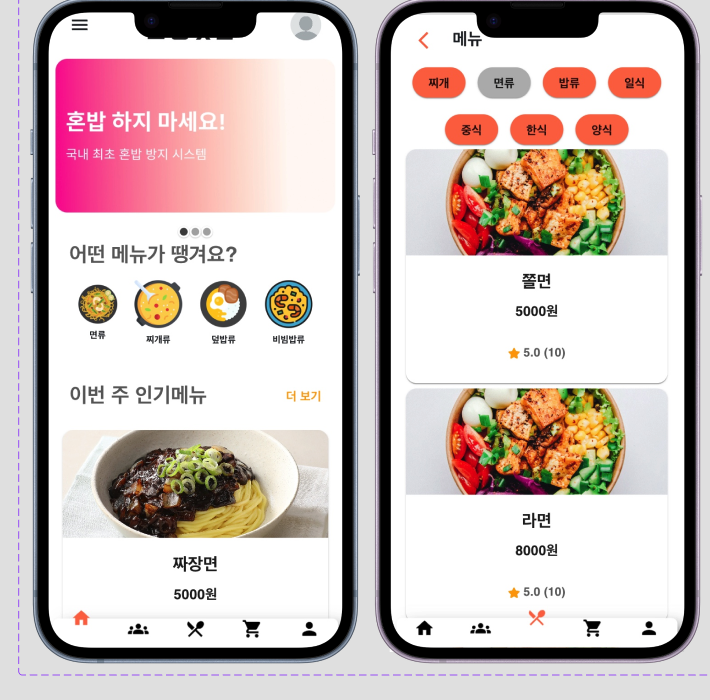 혼밥 하지 마세요!
국내 최초 혼밥 방지 시스템
어떤 메뉴가 땡겨요?
면류
찌개류
덮밥류
비빔밥류
이번 주 인기메뉴
더 보기
짜장면
5000원
메뉴
찌개
면류
밥류
일식
중식
한식
양식
쫄면
5000원
5.0 (10)
라면
8000원
5.0 (10)